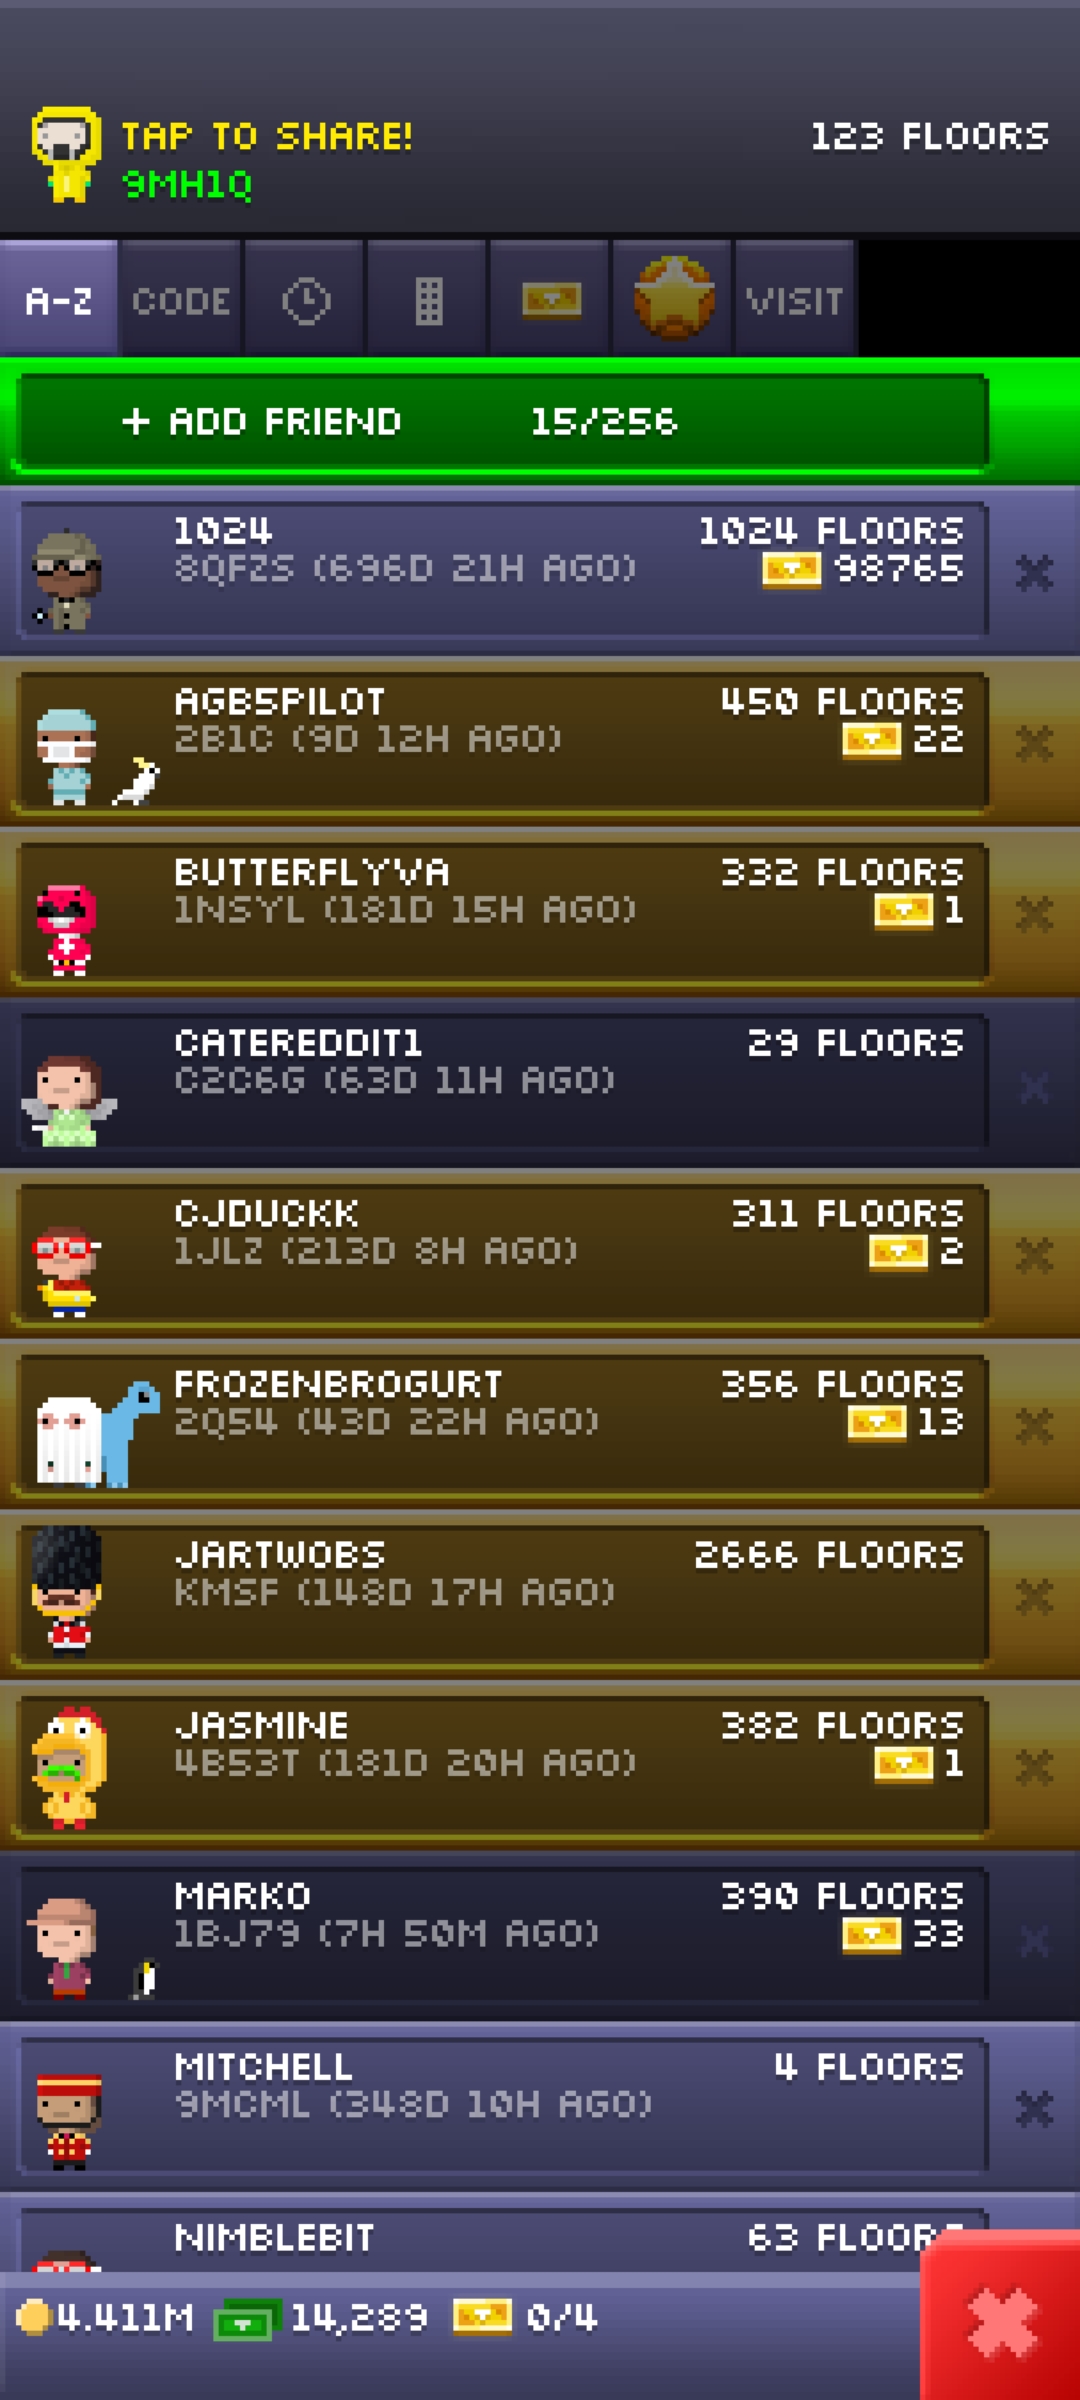 TAP TO SHARE! 123 FLOORS
9MH1Q
A-Z CODE VISIT
+ ADD FRIEND 15/256
1024 1024 FLOORS
8QFZS (696D 21H AGO) 98765
AGB5PILOT 450 FLOORS
2B1C (9D 12H AGO) 22
BUTTERFLYVA 332 FLOORS
1NSYL (181D 15H AGO) 1
CATEREDDIT1 29 FLOORS
C2C6G (63D 11H AGO)
CJDUCKK 311 FLOORS
1JLZ (213D 8H AGO) 2
FROZENBROGURT 356 FLOORS
2Q54 (43D 22H AGO) 13
JARTWOBS 2666 FLOORS
KMSF (148D 17H AGO)
JASMINE 382 FLOORS
4B53T (181D 20H AGO) 1
MARKO 390 FLOORS
1BJ79 (7H 50M AGO) 33
MITCHELL 4 FLOORS
9MCML (348D 10H AGO)
NIMBLEBIT 63 FLOORS
4.411M 14,289 0/4